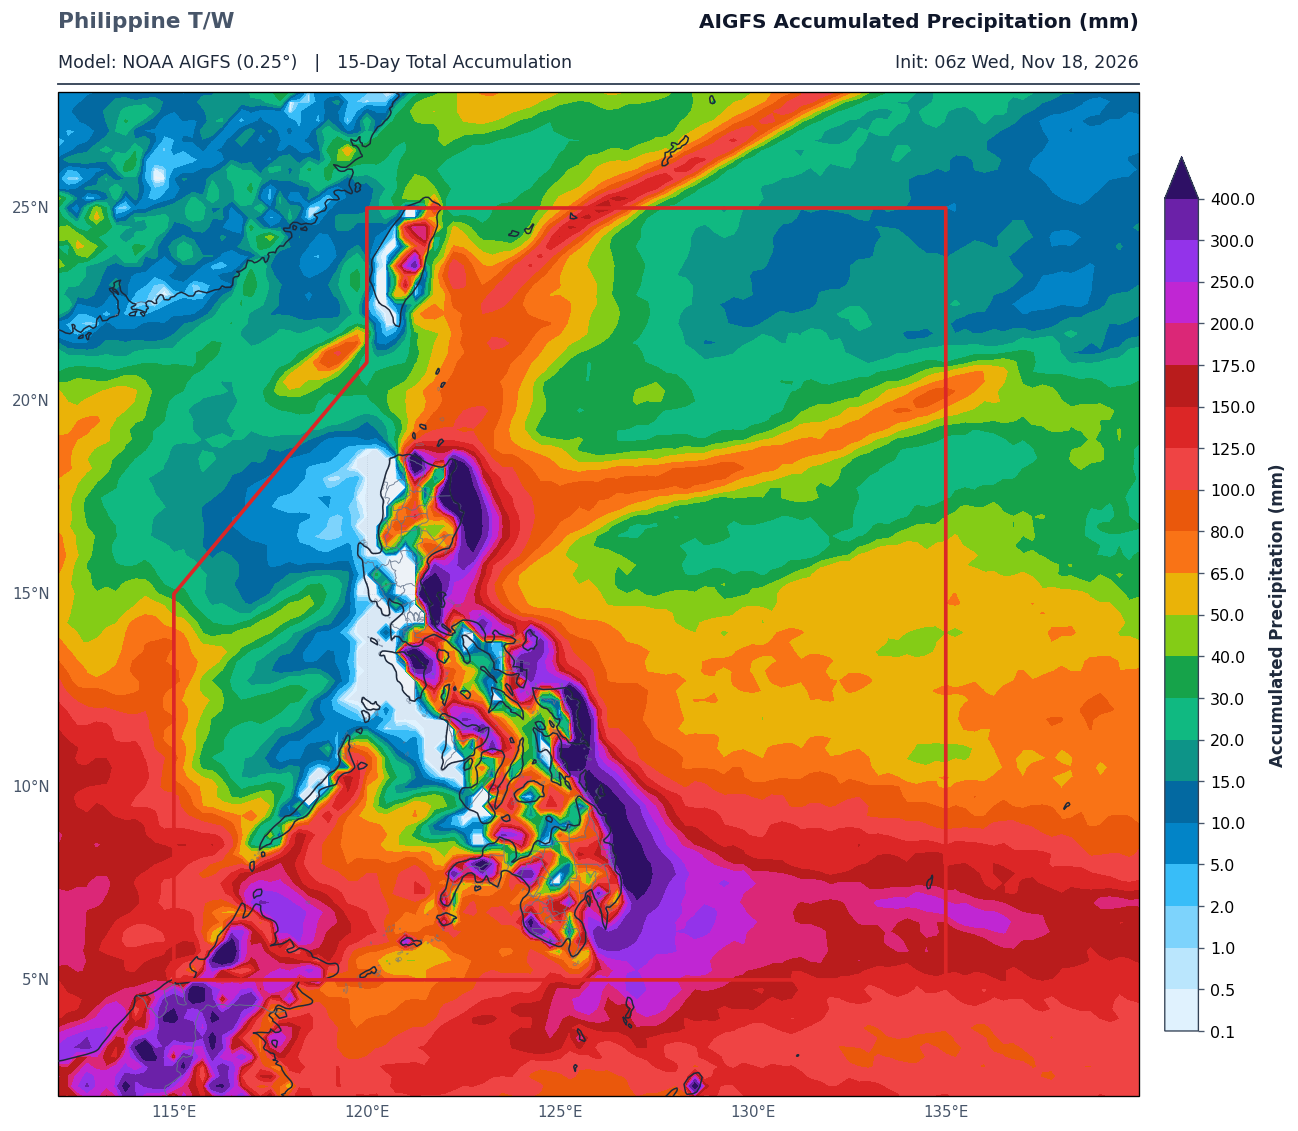 Philippine T/W
AIGFS Accumulated Precipitation (mm)
Model: NOAA AIGFS (0.25°)   |   15-Day Total Accumulation
Init: 06z Wed, Nov 18, 2026
25°N
20°N
15°N
10°N
5°N
115°E
120°E
125°E
130°E
135°E
400.0
300.0
250.0
200.0
175.0
150.0
125.0
100.0
80.0
65.0
50.0
40.0
30.0
20.0
15.0
10.0
5.0
2.0
1.0
0.5
0.1
Accumulated Precipitation (mm)